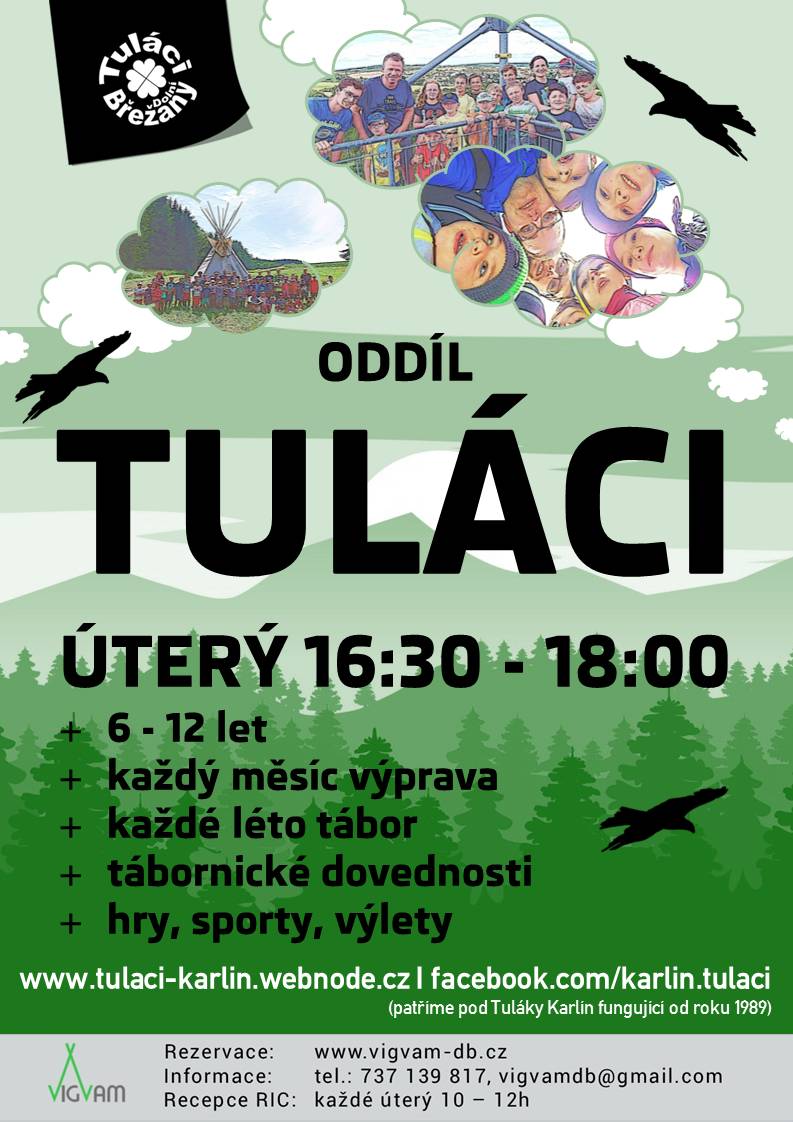 Tuláci
vDolní
Břežany
ODDÍL
TULÁCI
ÚTERÝ 16:30 - 18:00
+ 6 - 12 let
+ každý měsíc výprava
+ každé léto tábor
+ tábornické dovednosti
+ hry, sporty, výlety
www.tulaci-karlin.webnode.cz | facebook.com/karlin.tulaci
(patříme pod Tuláky Karlín fungující od roku 1989)
VIGVAM
Rezervace: www.vigvam-db.cz
Informace: tel.: 737 139 817, vigvamdb@gmail.com
Recepce RIC: každé úterý 10 – 12h